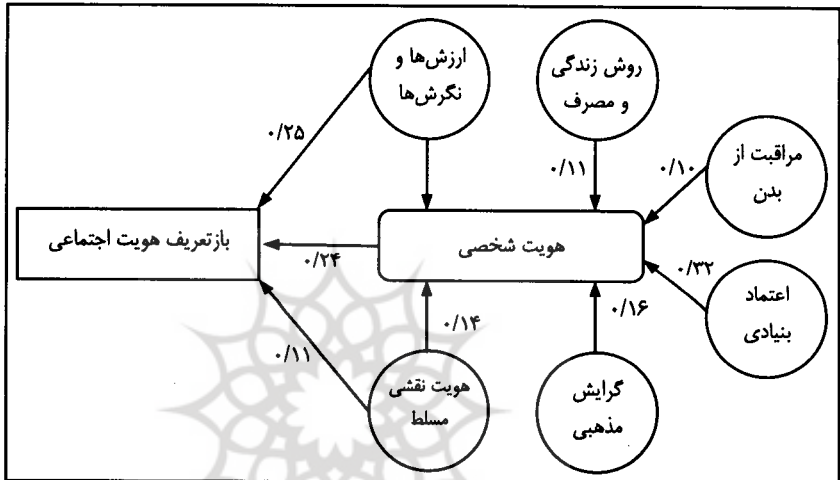 ارزش‌ها و
نگرش‌ها
روش زندگی
و مصرف
مراقبت از
بدن
۰/۲۵
۰/۱۱
۰/۱۰
بازتعریف هویت اجتماعی
هویت شخصی
۰/۲۴
۰/۳۲
اعتماد
بنیادی
۰/۱۱
۰/۱۴
۰/۱۶
هویت نقشی
مسلط
گرایش
مذهبی